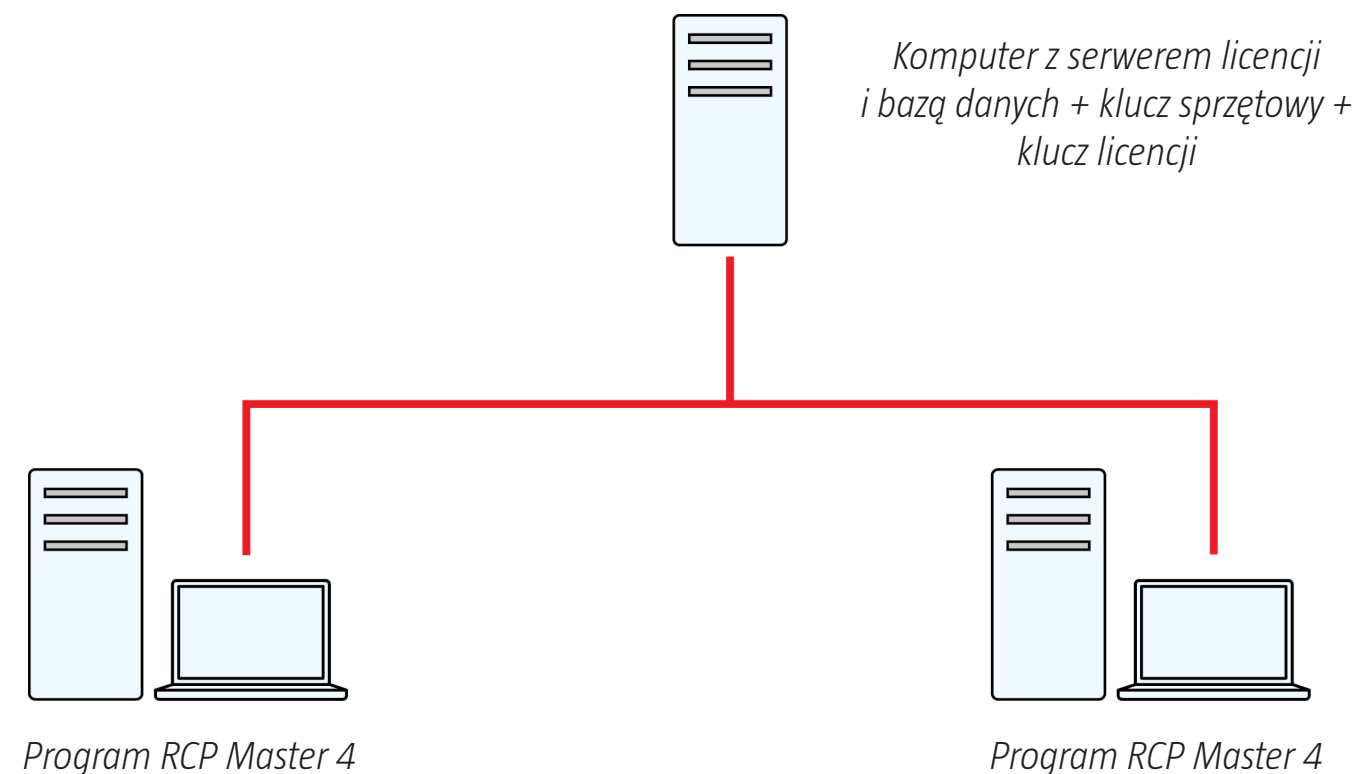 Komputer z serwerem licencji
i bazą danych + klucz sprzętowy +
klucz licencji
Program RCP Master 4
Program RCP Master 4